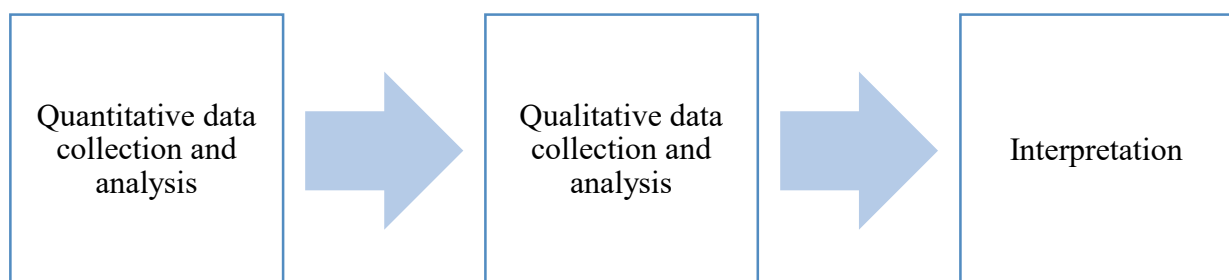 Quantitative data
collection and
analysis
Qualitative data
collection and
analysis
Interpretation